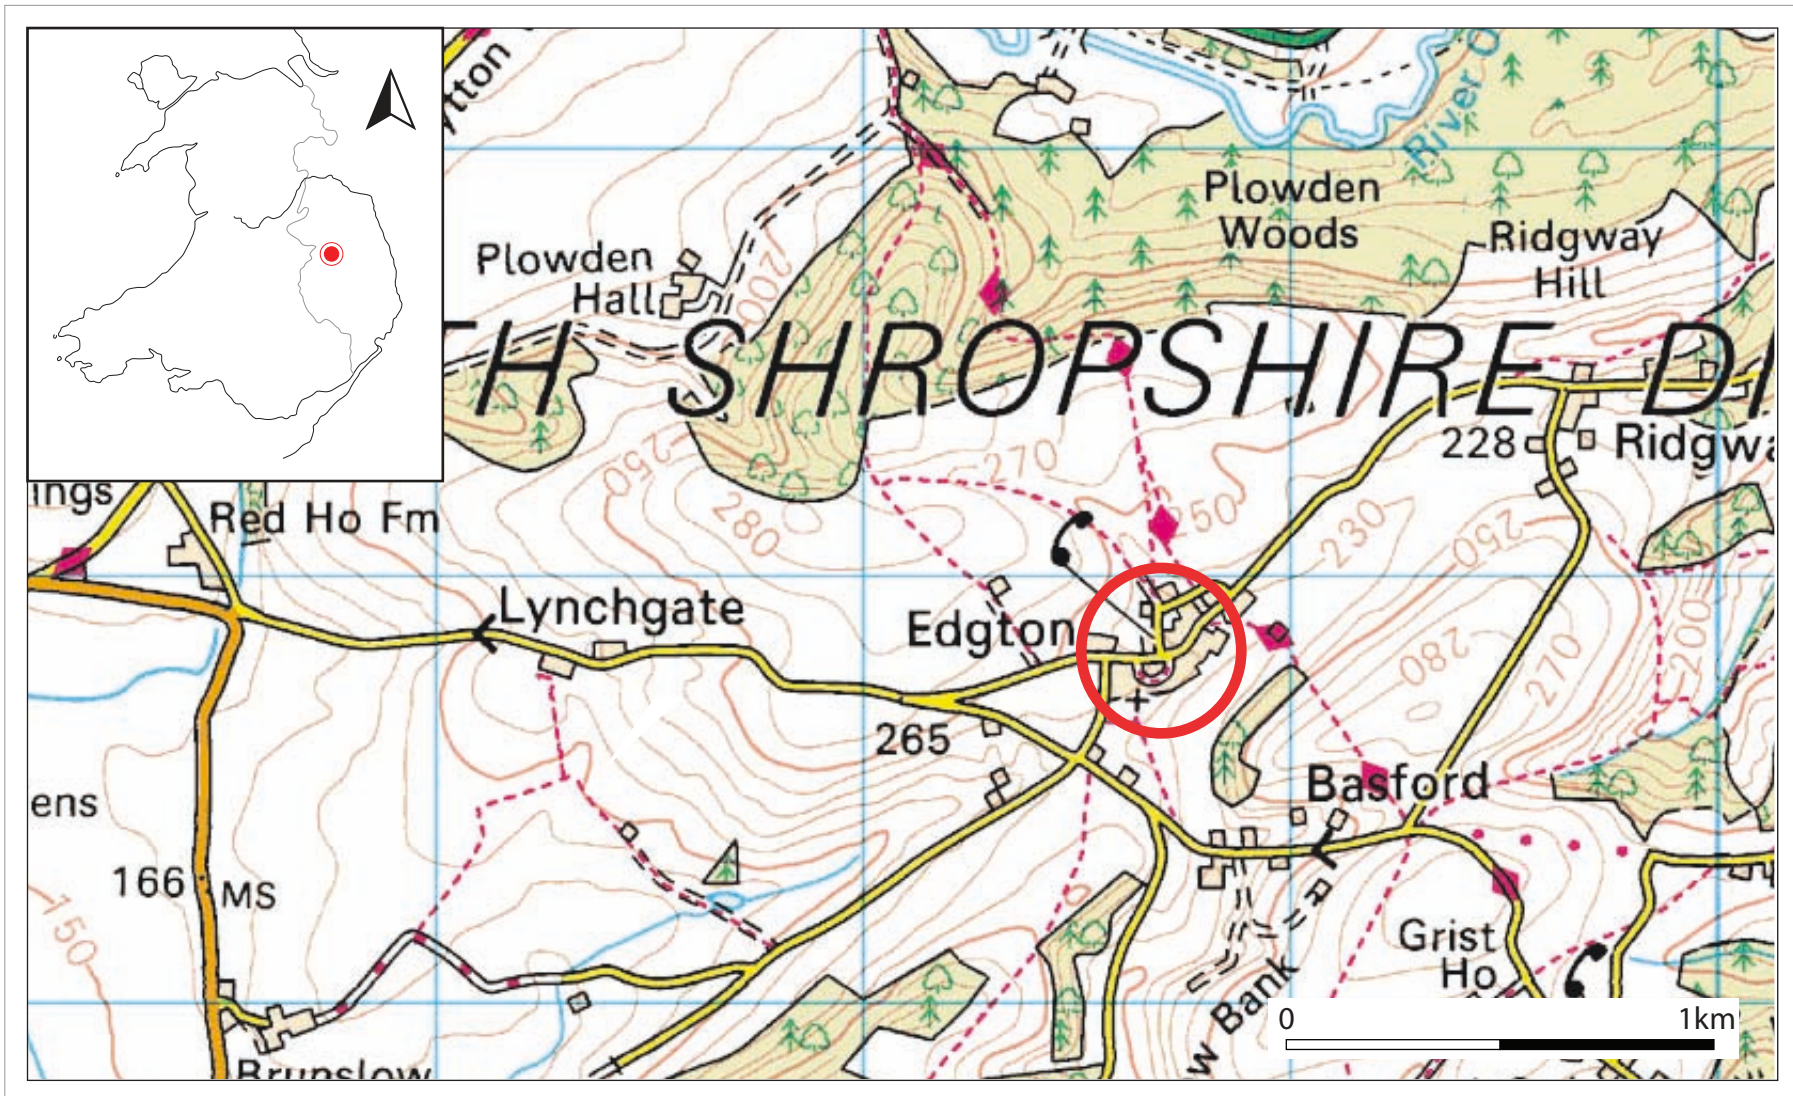 ytton
River O
Plowden
Woods
Ridgway
Hill
Plowden
Hall
200
TH SHROPSHIRE DI
228
Ridgwa
250
270
280
250
230
250
ings
Red Ho Fm
Lynchgate
Edgton
200
280
270
265
Basford
ens
166
MS
150
Grist
Ho
w Bank
0
1km
Brunslow